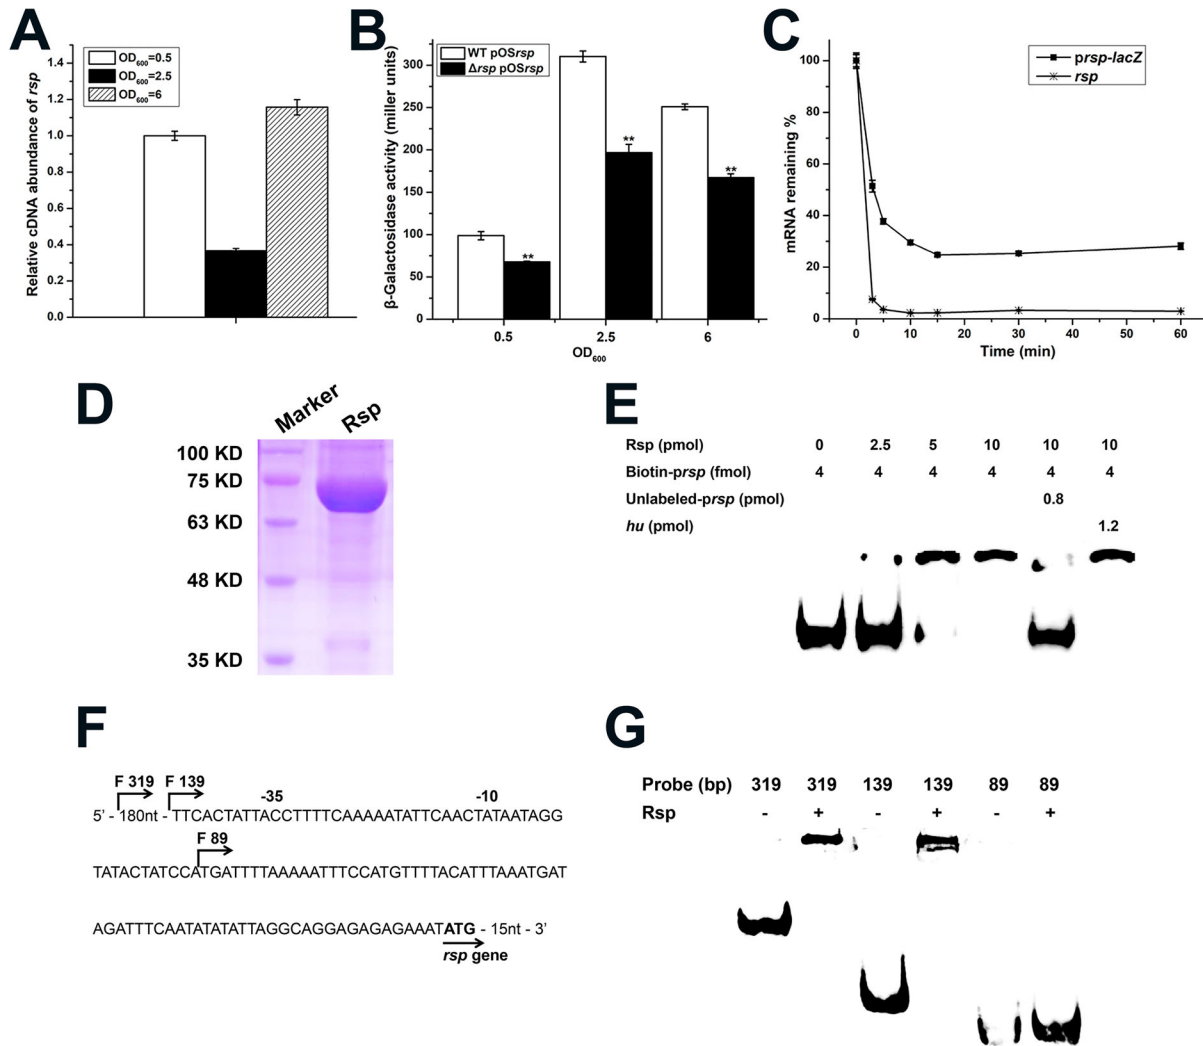 A
Relative cDNA abundance of rsp
1.4
1.2
1.0
0.8
0.6
0.4
0.2
0.0
OD600=0.5
OD600=2.5
OD600=6
B
β-Galactosidase activity (miller units)
300
250
200
150
100
50
0
WT pOSrsp
Δrsp pOSrsp
**
**
**
0.5 2.5 6
OD600
C
mRNA remaining %
100
80
60
40
20
0
prsp-lacZ
rsp
0 10 20 30 40 50 60
Time (min)
D
Marker Rsp
100 KD
75 KD
63 KD
48 KD
35 KD
E
Rsp (pmol) 0 2.5 5 10 10 10
Biotin-prsp (fmol) 4 4 4 4 4 4
Unlabeled-prsp (pmol) 0.8
hu (pmol) 1.2
F
F 319 F 139 -35 -10
5' - 180nt - TTCACTATTACCTTTTCAAAAATATTCAACTATAATAGG
F 89
TATACTATCCATGATTTTAAAAATTTCCATGTTTTACATTTAAATGAT
AGATTTCAATATATATTAGGCAGGAGAGAGAAATATG - 15nt - 3'
rsp gene
G
Probe (bp) 319 319 139 139 89 89
Rsp - + - + - +